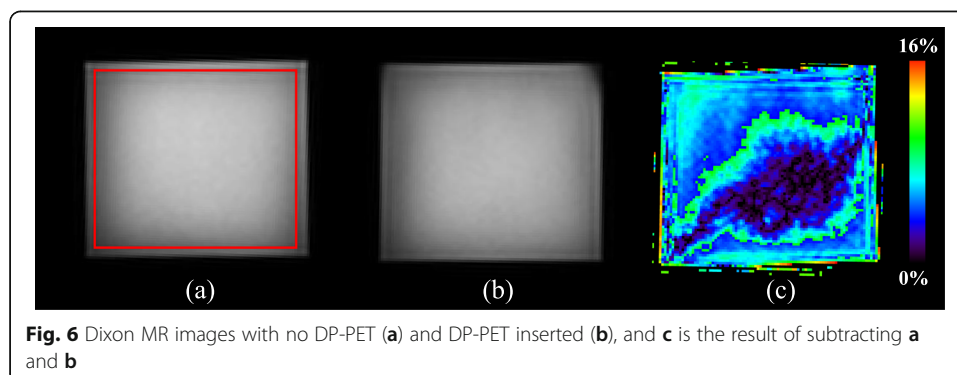 16%
0%
(a)
(b)
(c)
Fig. 6 Dixon MR images with no DP-PET (a) and DP-PET inserted (b), and c is the result of subtracting a
and b